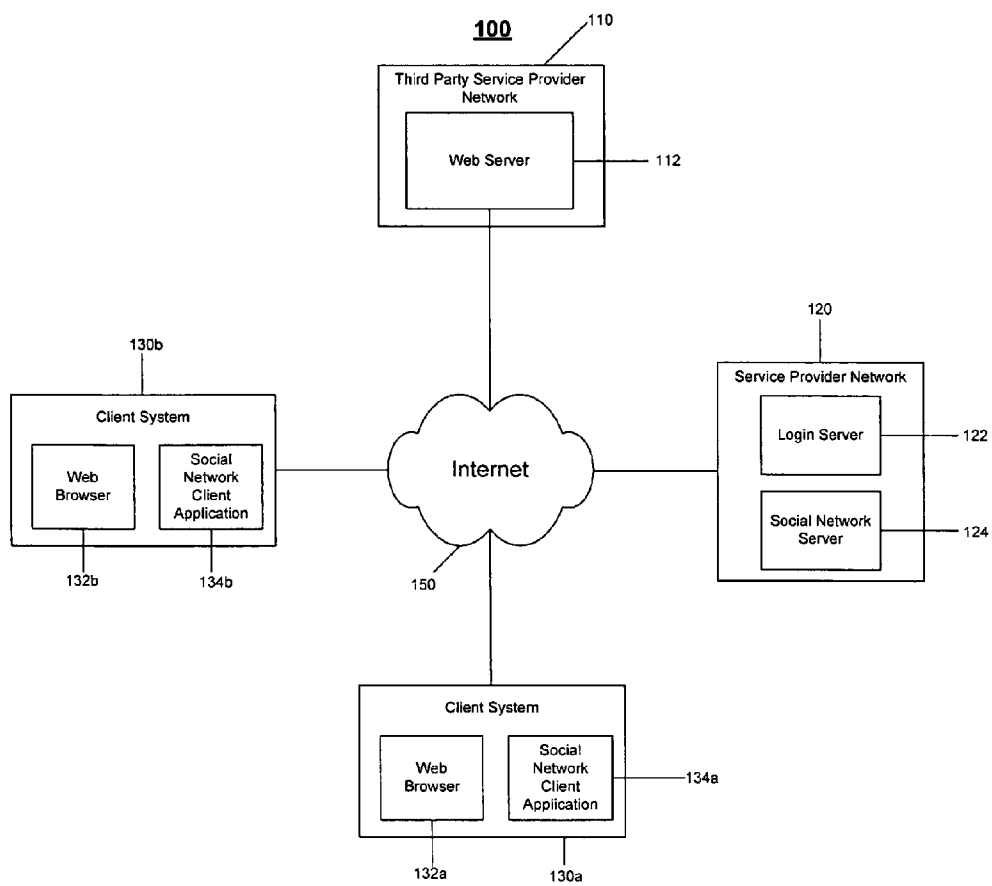 100
110
Third Party Service Provider
Network
Web Server
112
120
Service Provider Network
Login Server
122
Social Network
Server
124
130b
Client System
Web
Browser
Social
Network
Client
Application
132b
134b
Internet
150
Client System
Web
Browser
Social
Network
Client
Application
134a
132a
130a